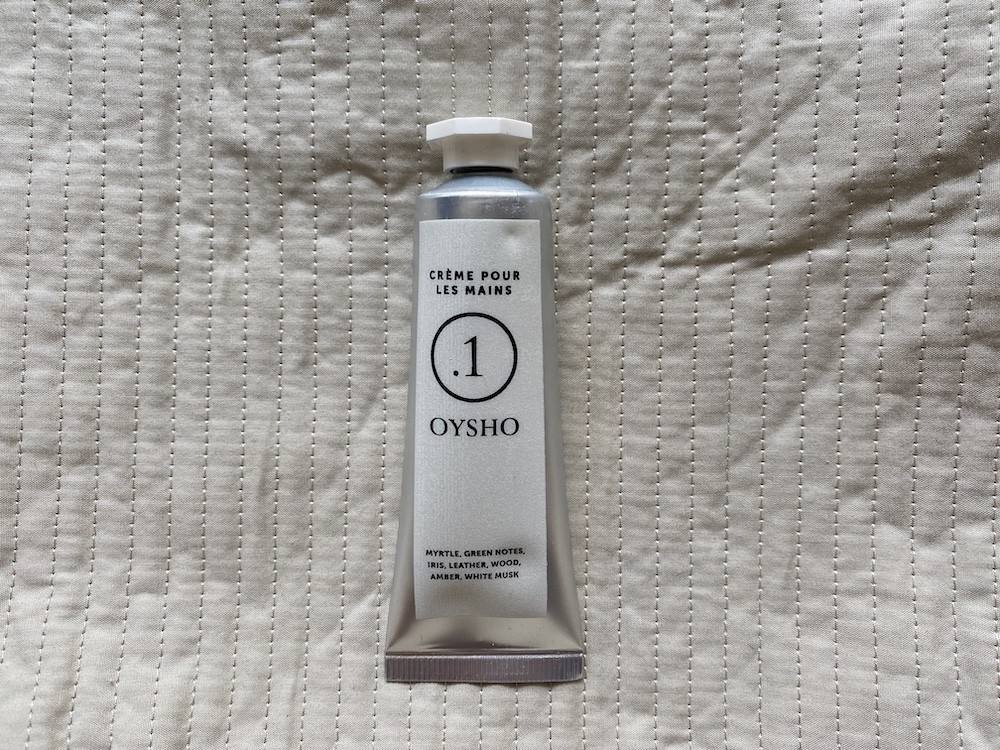 CRÈME POUR
LES MAINS
.1
OYSHO
MYRTLE, GREEN NOTES,
IRIS, LEATHER, WOOD,
AMBER, WHITE MUSK